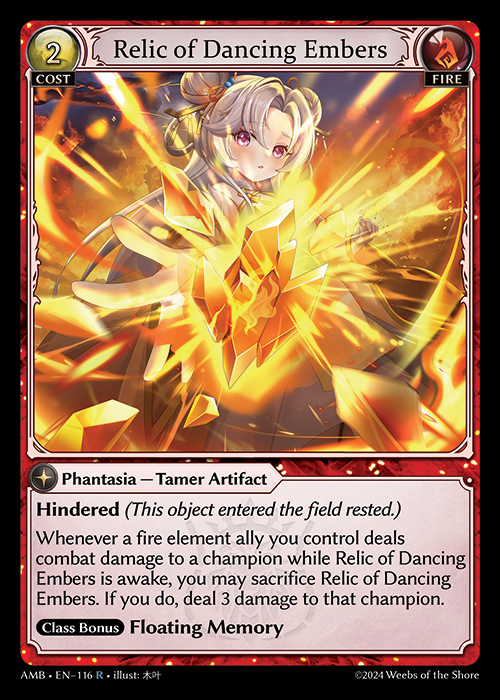 2
COST
Relic of Dancing Embers
FIRE
Phantasia — Tamer Artifact
Hindered (This object entered the field rested.)
Whenever a fire element ally you control deals
combat damage to a champion while Relic of Dancing
Embers is awake, you may sacrifice Relic of Dancing
Embers. If you do, deal 3 damage to that champion.
Class Bonus Floating Memory
AMB • EN-116 R • illust: 木叶
©2024 Weebs of the Shore